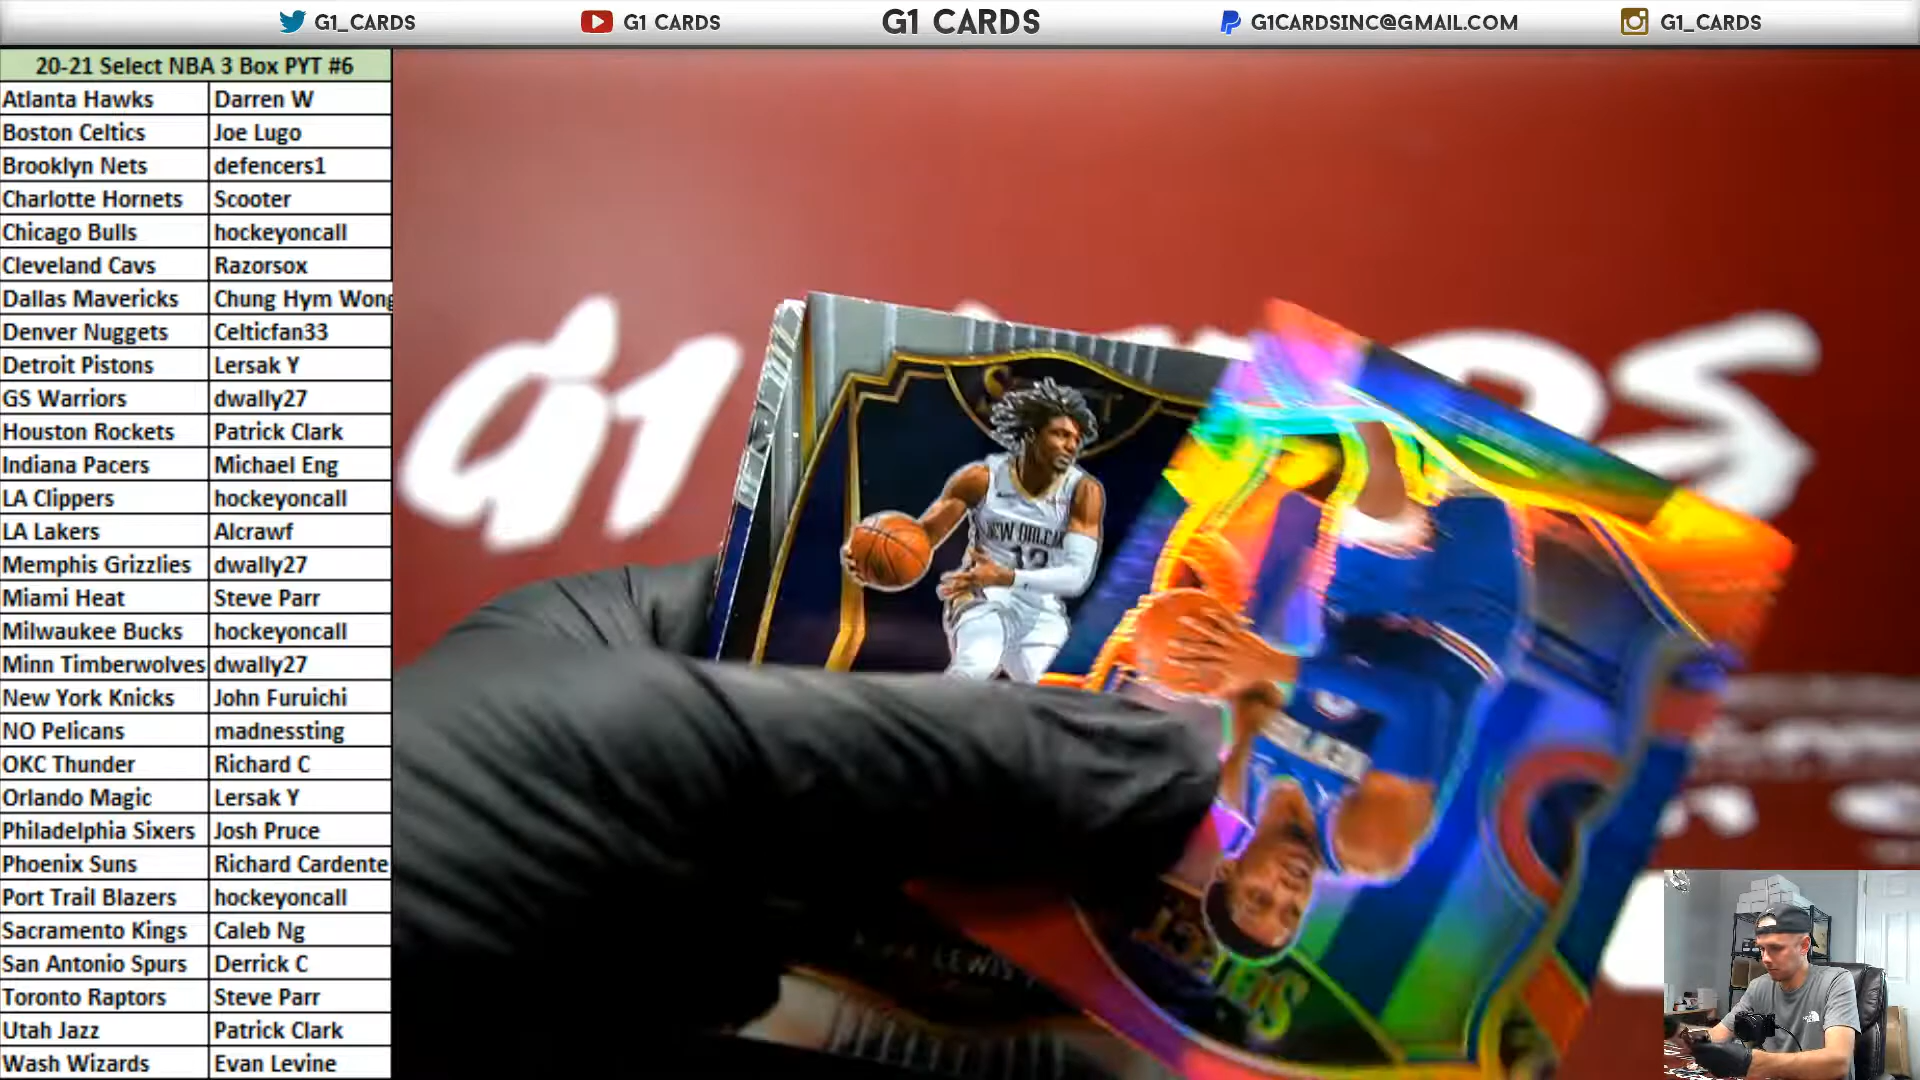 G1_CARDS G1 CARDS G1 CARDS G1CARDSINC@GMAIL.COM G1_CARDS
20-21 Select NBA 3 Box PYT #6
Atlanta Hawks Darren W
Boston Celtics Joe Lugo
Brooklyn Nets defencers1
Charlotte Hornets Scooter
Chicago Bulls hockeyoncall
Cleveland Cavs Razorsox
Dallas Mavericks Chung Hym Wong
Denver Nuggets Celticfan33
Detroit Pistons Lersak Y
GS Warriors dwally27
Houston Rockets Patrick Clark
Indiana Pacers Michael Eng
LA Clippers hockeyoncall
LA Lakers Alcrawf
Memphis Grizzlies dwally27
Miami Heat Steve Parr
Milwaukee Bucks hockeyoncall
Minn Timberwolves dwally27
New York Knicks John Furuichi
NO Pelicans madnessting
OKC Thunder Richard C
Orlando Magic Lersak Y
Philadelphia Sixers Josh Pruce
Phoenix Suns Richard Cardente
Port Trail Blazers hockeyoncall
Sacramento Kings Caleb Ng
San Antonio Spurs Derrick C
Toronto Raptors Steve Parr
Utah Jazz Patrick Clark
Wash Wizards Evan Levine
G1
NEW ORLEAN
LEWIS
SELECT